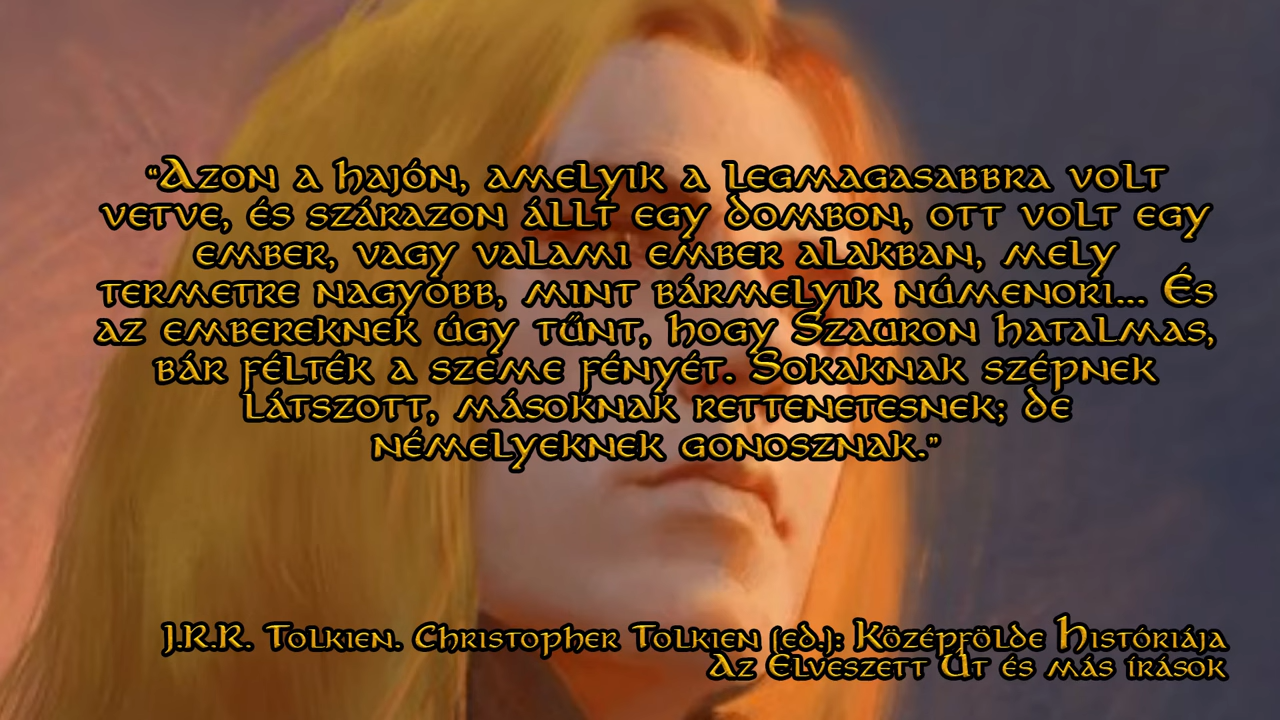 "Azon a hajón, amelyik a legmagasabbra volt
vetve, és szárazon állt egy dombon, ott volt egy
ember, vagy valami ember alakban, mely
termetre nagyobb, mint bármelyik númenori... És
az embereknek úgy tűnt, hogy Szauron hatalmas,
bár félték a szeme fényét. Sokaknak szépnek
látszott, másoknak rettenetesnek; de
némelyeknek gonosznak."
J.R.R. Tolkien. Christopher Tolkien (ed.): Középfölde Históriája
Az Elveszett Út és más írások